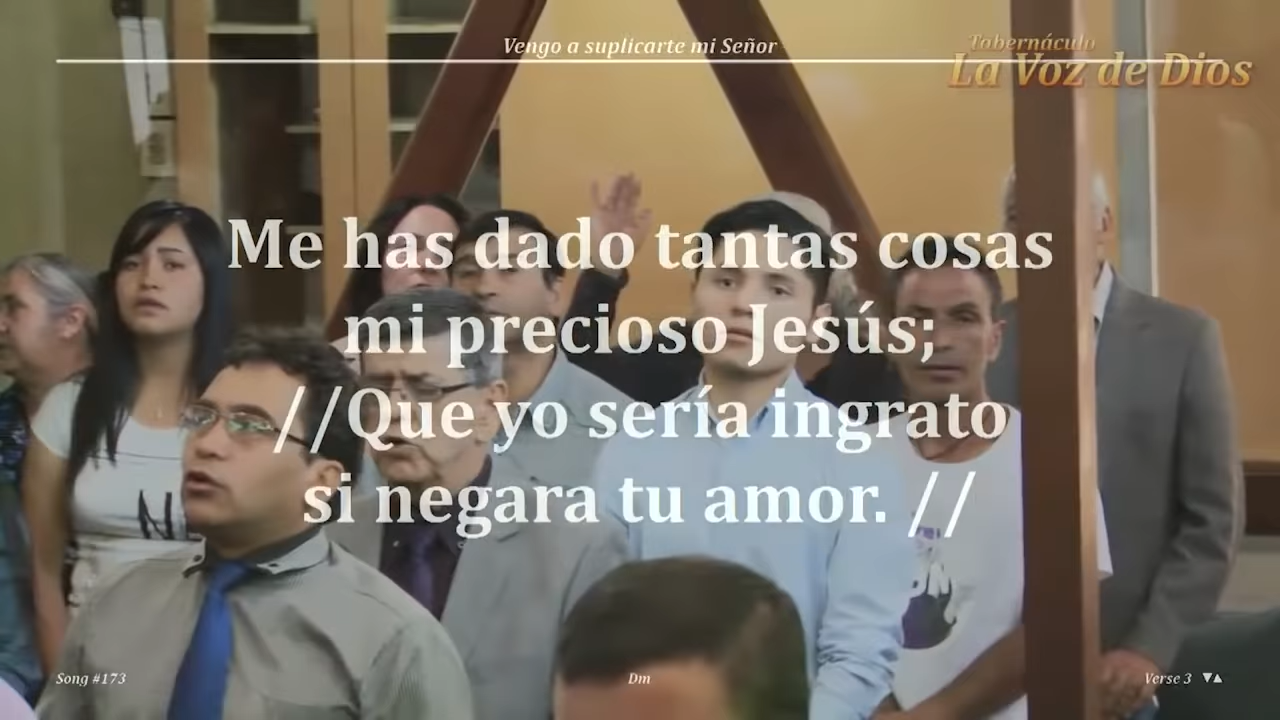 Vengo a suplicarte mi Señor
Tabernáculo
La Voz de Dios
Me has dado tantas cosas
mi precioso Jesús;
//Que yo sería ingrato
si negara tu amor. //
Song #173
Dm
Verse 3 ▼▲